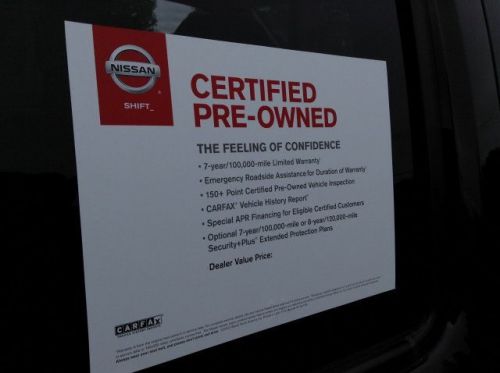 NISSAN
SHIFT_
CERTIFIED
PRE-OWNED
THE FEELING OF CONFIDENCE
• 7-year/100,000-mile Limited Warranty
• Emergency Roadside Assistance for Duration of Warranty
• 150+ Point Certified Pre-Owned Vehicle Inspection
• CARFAX® Vehicle History Report™
• Special APR Financing for Eligible Certified Customers
• Optional 7-year/100,000-mile or 8-year/120,000-mile
Security+Plus® Extended Protection Plans
Dealer Value Price:
CARFAX